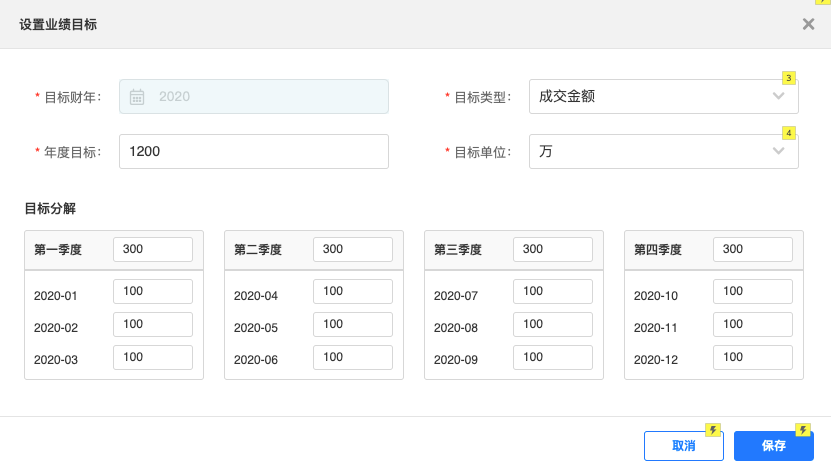 设置业绩目标
* 目标财年： 2020
* 目标类型： 成交金额 3
* 年度目标： 1200
* 目标单位： 万 4
目标分解
第一季度 300 第二季度 300 第三季度 300 第四季度 300
2020-01 100 2020-04 100 2020-07 100 2020-10 100
2020-02 100 2020-05 100 2020-08 100 2020-11 100
2020-03 100 2020-06 100 2020-09 100 2020-12 100
取消 保存